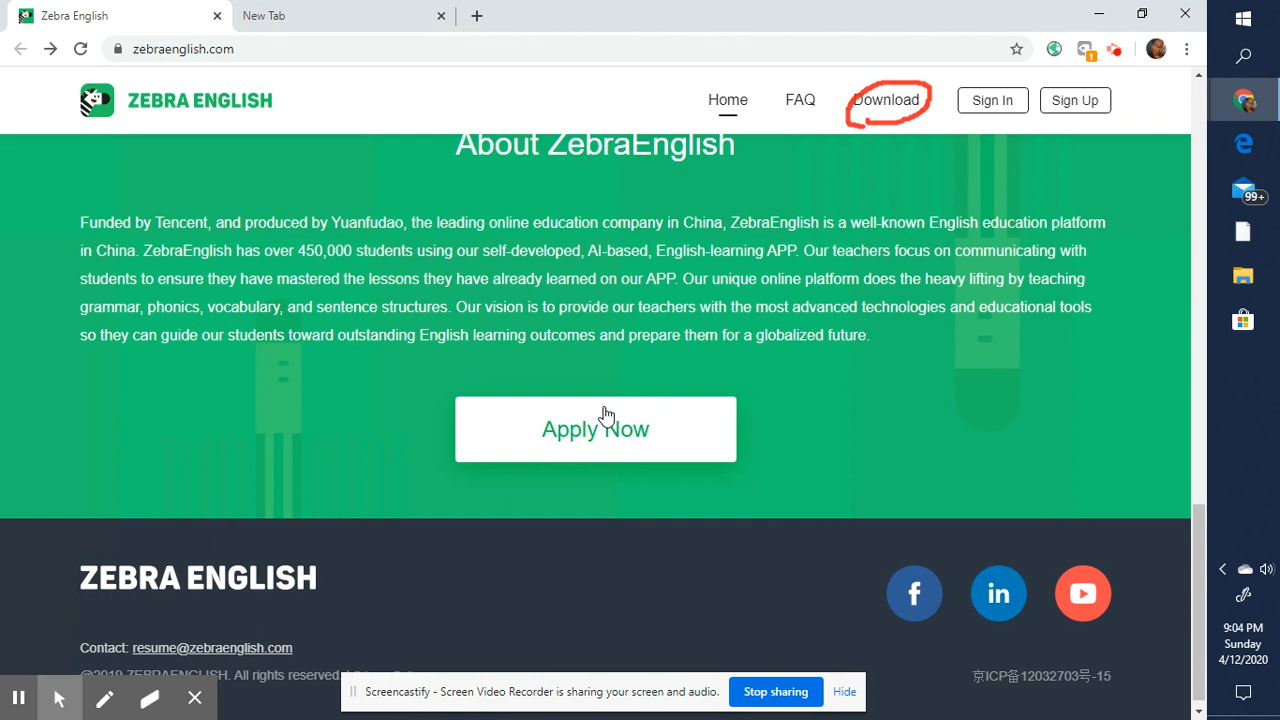 Zebra English
New Tab
zebraenglish.com
1
ZEBRA ENGLISH
Home
FAQ
Download
Sign In
Sign Up
About ZebraEnglish
Funded by Tencent, and produced by Yuanfudao, the leading online education company in China, ZebraEnglish is a well-known English education platform
in China. ZebraEnglish has over 450,000 students using our self-developed, AI-based, English-learning APP. Our teachers focus on communicating with
students to ensure they have mastered the lessons they have already learned on our APP. Our unique online platform does the heavy lifting by teaching
grammar, phonics, vocabulary, and sentence structures. Our vision is to provide our teachers with the most advanced technologies and educational tools
so they can guide our students toward outstanding English learning outcomes and prepare them for a globalized future.
Apply Now
ZEBRA ENGLISH
f
in
Contact: resume@zebraenglish.com
@2019 ZEBRAENGLISH. All rights reserved.
京ICP备12032703号-15
Screencastify - Screen Video Recorder is sharing your screen and audio.
Stop sharing
Hide
99+
9:04 PM
Sunday
4/12/2020